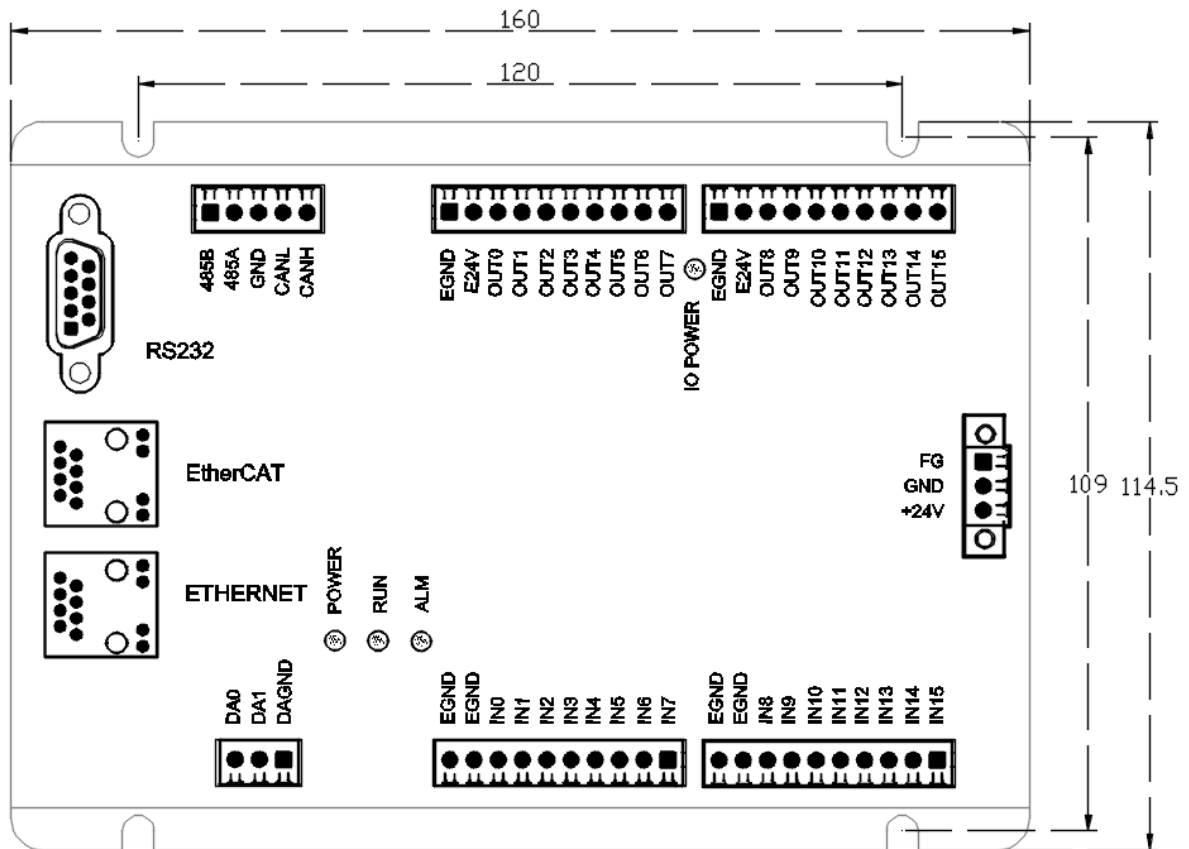 160
120
485B
485A
GND
CANL
CANH
EGND
E24V
OUT0
OUT1
OUT2
OUT3
OUT4
OUT5
OUT6
OUT7
IO POWER
EGND
E24V
OUT8
OUT9
OUT10
OUT11
OUT12
OUT13
OUT14
OUT15
RS232
EtherCAT
FG
GND
+24V
109
114.5
ETHERNET
POWER
RUN
ALM
DA0
DA1
DAGND
EGND
EGND
IN0
IN1
IN2
IN3
IN4
IN5
IN6
IN7
EGND
EGND
IN8
IN9
IN10
IN11
IN12
IN13
IN14
IN15